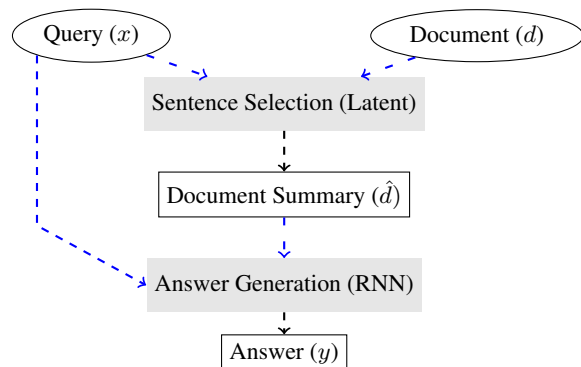 Query (x)
Document (d)
Sentence Selection (Latent)
Document Summary (d̂)
Answer Generation (RNN)
Answer (y)